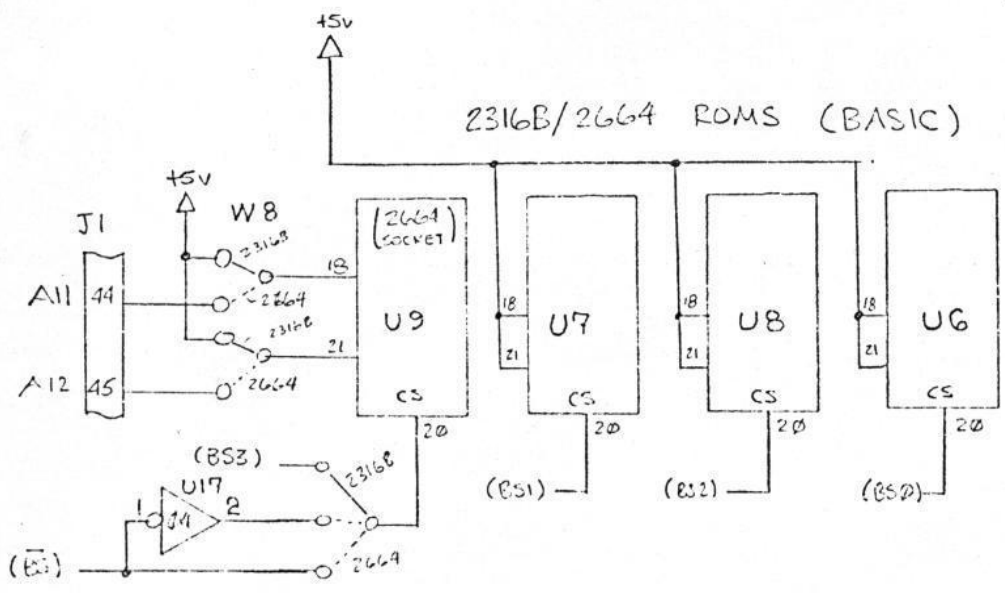 +5v
2316B/2664 ROMS (BASIC)
+5v
W8
J1
(2664 SOCKET)
2316B
18
A11 44
2664
U9
18
U7
18
U8
18
U6
2316B
21
21
21
21
A12 45
2664
CS
CS
CS
CS
20
20
20
20
(BS3)
2316B
U17
(BS1)
(BS2)
(BS0)
1
04
2
2664